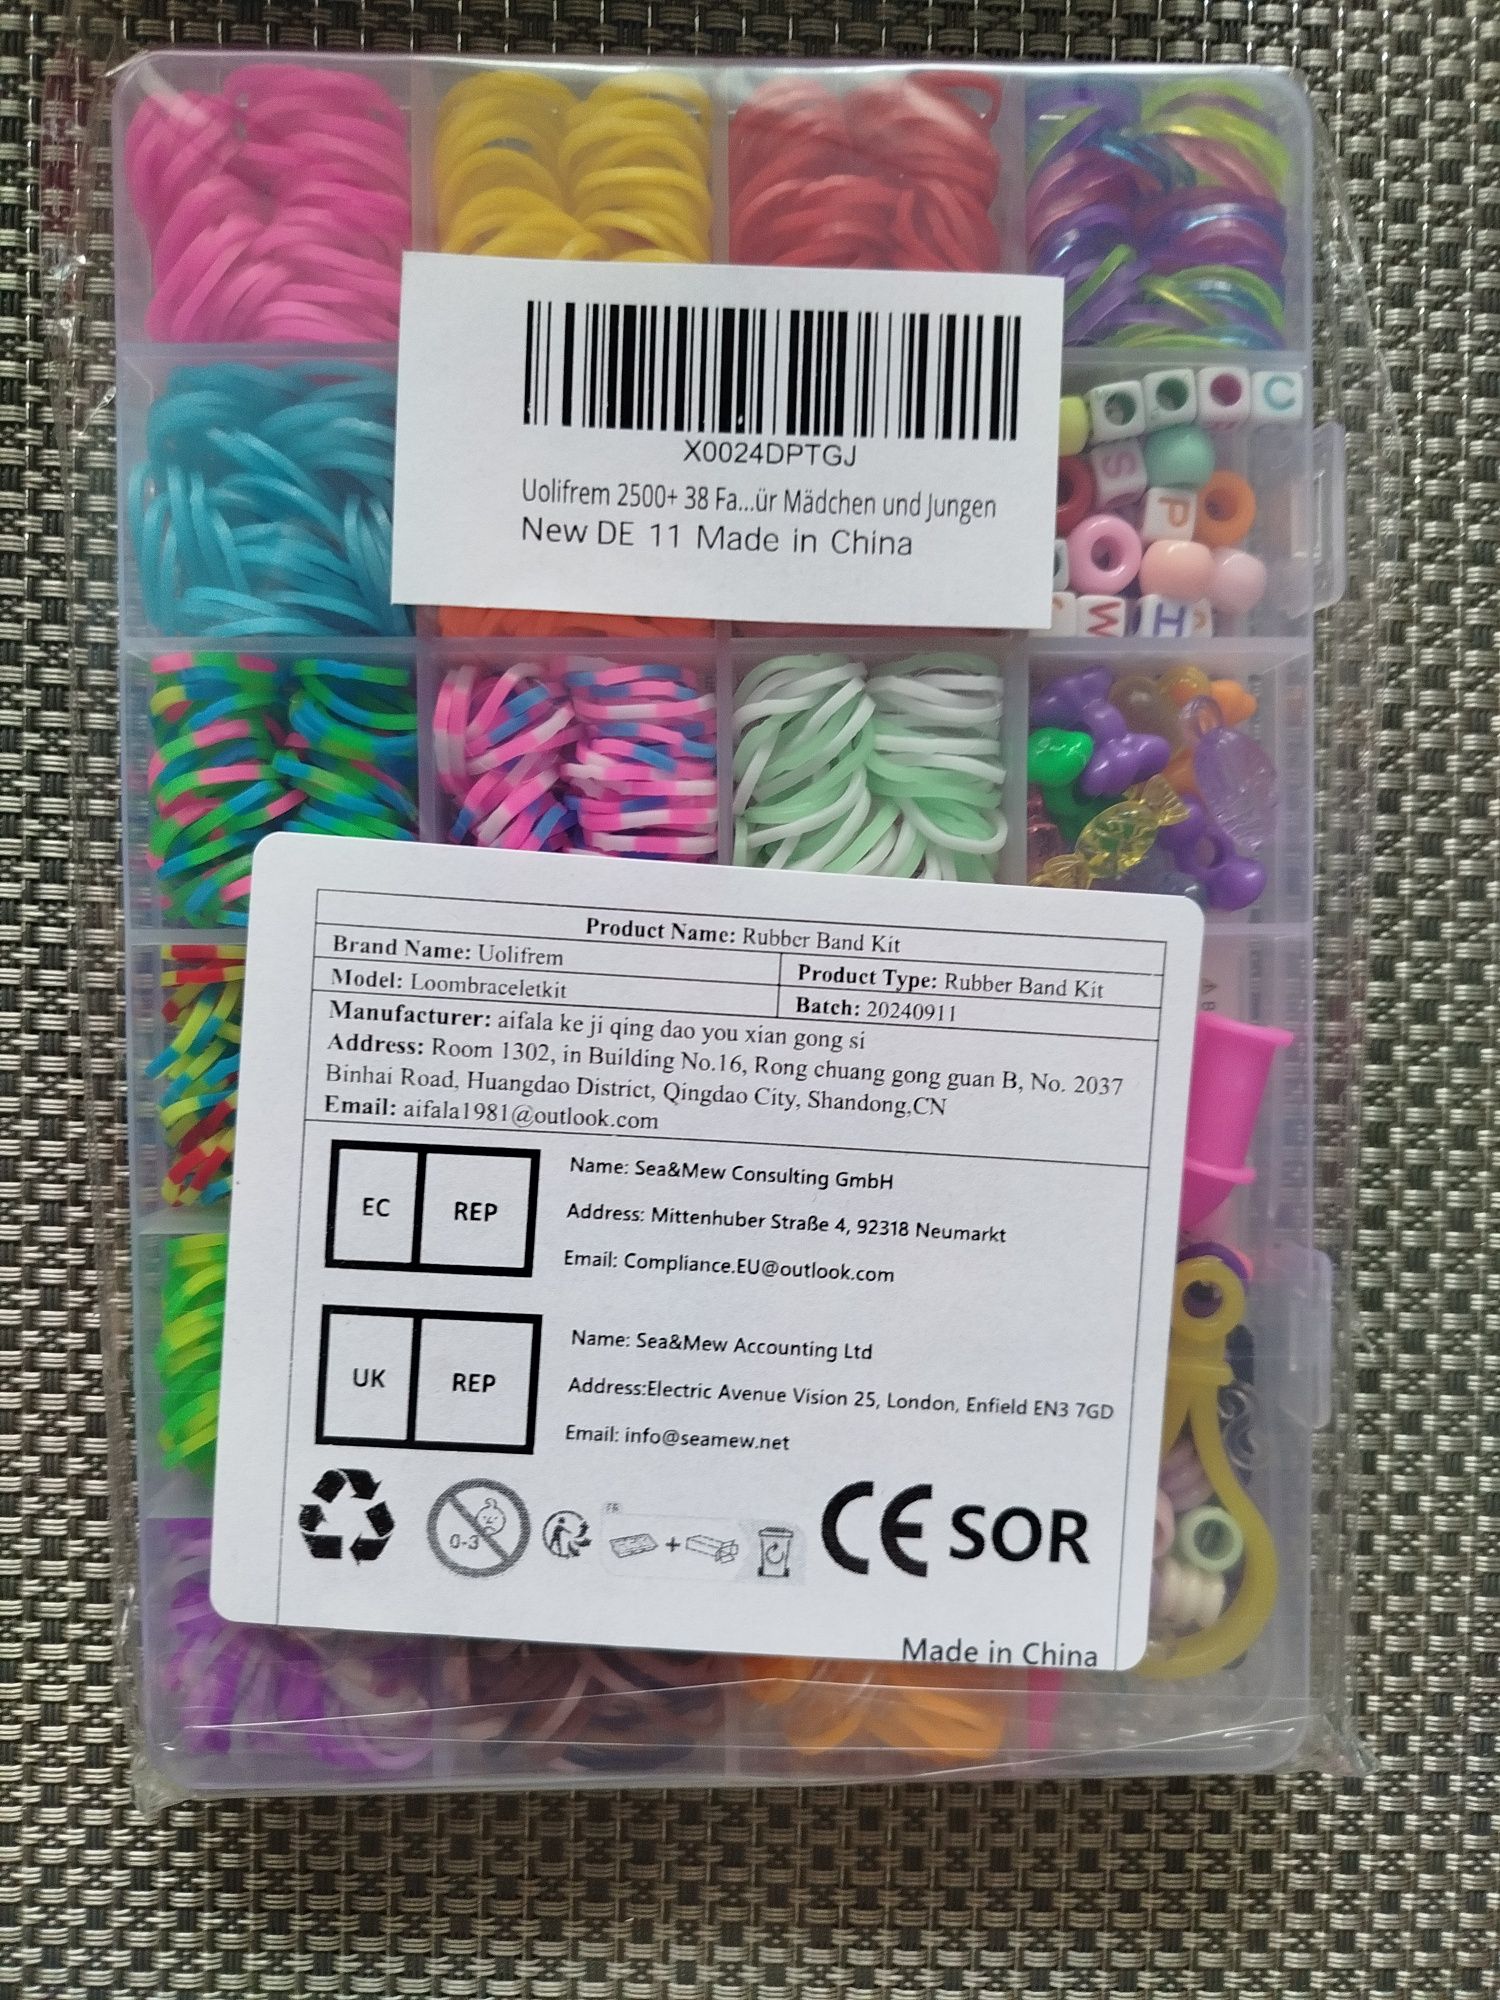 X0024DPTGJ
Uolifrem 2500+ 38 Fa...ür Mädchen und Jungen
New DE 11 Made in China
C
S
P
W
H
Product Name: Rubber Band Kit
Brand Name: Uolifrem
Product Type: Rubber Band Kit
Model: Loombraceletkit
Batch: 20240911
Manufacturer: aifala ke ji qing dao you xian gong si
Address: Room 1302, in Building No.16, Rong chuang gong guan B, No. 2037
Binhai Road, Huangdao District, Qingdao City, Shandong,CN
Email: aifala1981@outlook.com
EC REP
Name: Sea&Mew Consulting GmbH
Address: Mittenhuber Straße 4, 92318 Neumarkt
Email: Compliance.EU@outlook.com
UK REP
Name: Sea&Mew Accounting Ltd
Address:Electric Avenue Vision 25, London, Enfield EN3 7GD
Email: info@seamew.net
0-3
FR
+
CE SOR
Made in China